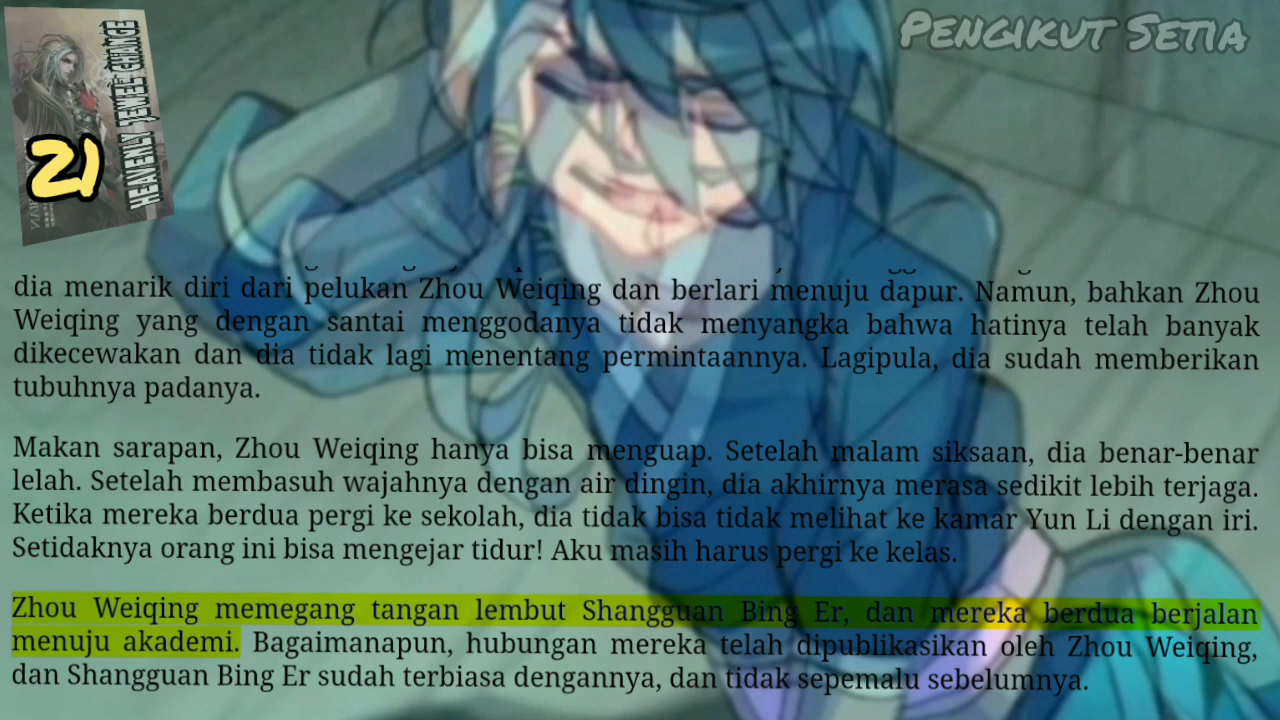 Pengikut Setia
HEAVENLY JEWEL CHANGE
21
dia menarik diri dari pelukan Zhou Weiqing dan berlari menuju dapur. Namun, bahkan Zhou
Weiqing yang dengan santai menggodanya tidak menyangka bahwa hatinya telah banyak
dikecewakan dan dia tidak lagi menentang permintaannya. Lagipula, dia sudah memberikan
tubuhnya padanya.
Makan sarapan, Zhou Weiqing hanya bisa menguap. Setelah malam siksaan, dia benar-benar
lelah. Setelah membasuh wajahnya dengan air dingin, dia akhirnya merasa sedikit lebih terjaga.
Ketika mereka berdua pergi ke sekolah, dia tidak bisa tidak melihat ke kamar Yun Li dengan iri.
Setidaknya orang ini bisa mengejar tidur! Aku masih harus pergi ke kelas.
Zhou Weiqing memegang tangan lembut Shangguan Bing Er, dan mereka berdua berjalan
menuju akademi. Bagaimanapun, hubungan mereka telah dipublikasikan oleh Zhou Weiqing,
dan Shangguan Bing Er sudah terbiasa dengannya, dan tidak sepemalu sebelumnya.